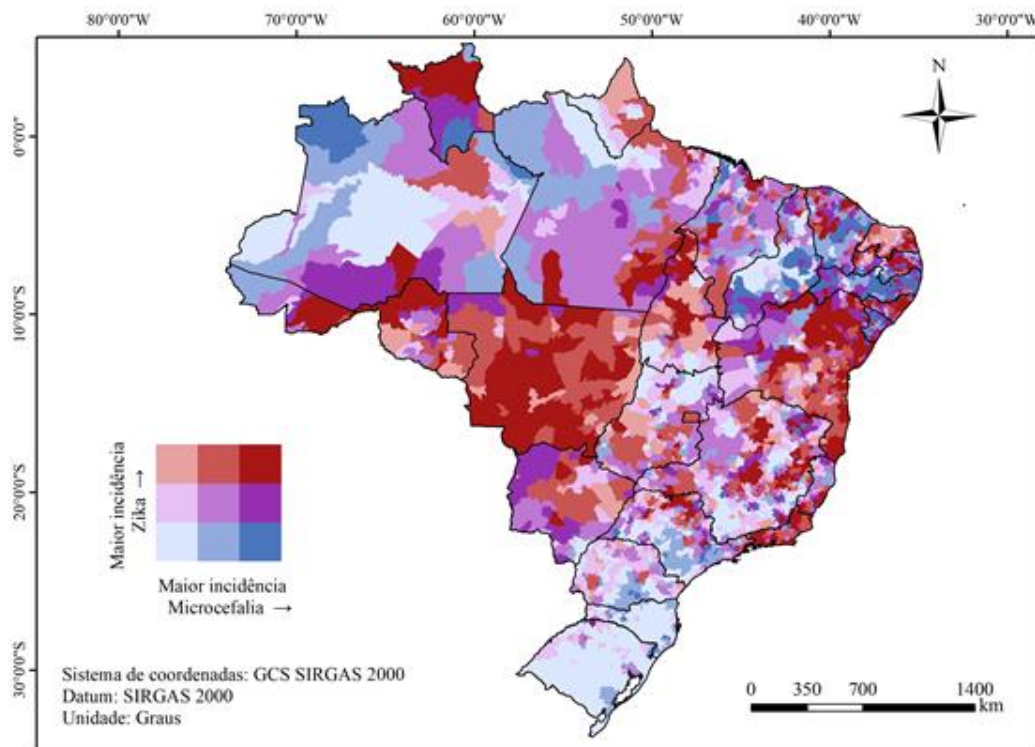 80°0'0"W 70°0'0"W 60°0'0"W 50°0'0"W 40°0'0"W 30°0'0"W
N
0°0'0"
10°0'0"S
20°0'0"S
30°0'0"S
Maior incidência
Zika →
Maior incidência
Microcefalia →
Sistema de coordenadas: GCS SIRGAS 2000
Datum: SIRGAS 2000
Unidade: Graus
0 350 700 1400
km